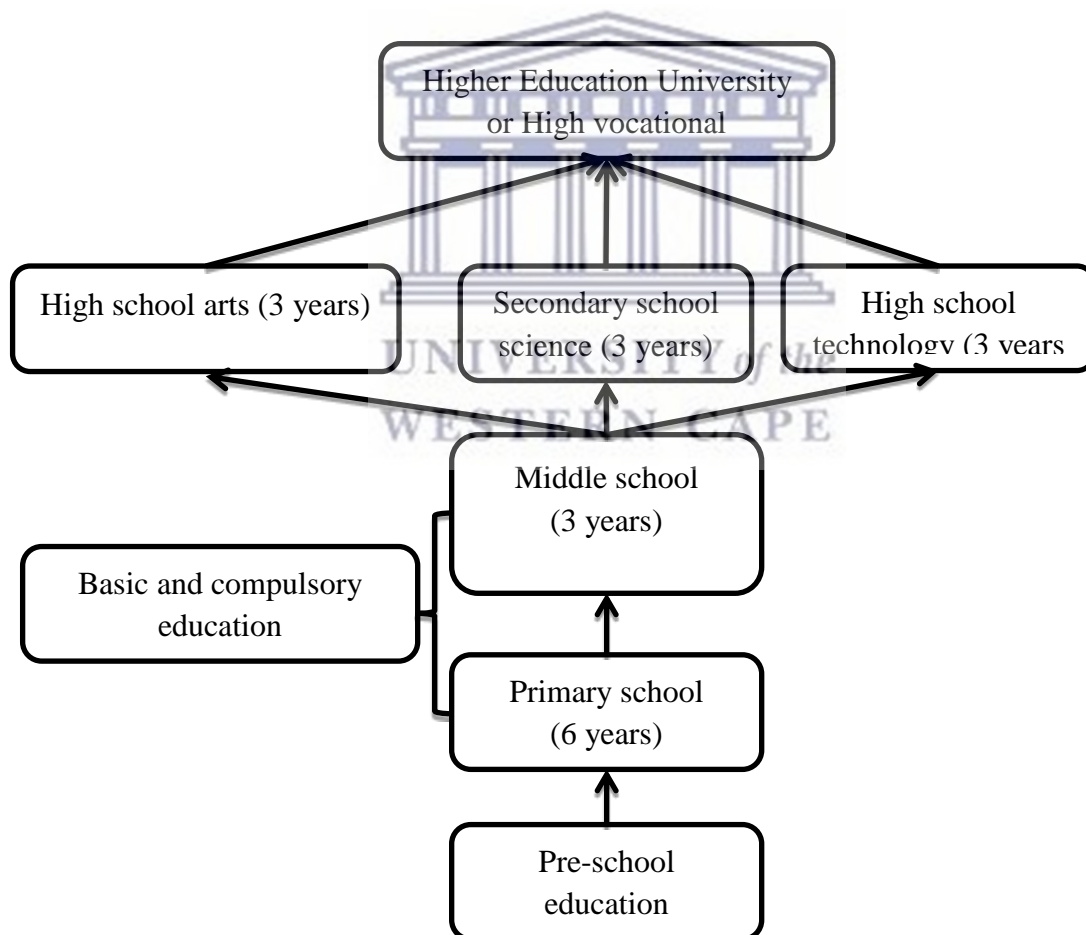 Higher Education University
or High vocational
High school arts (3 years)
Secondary school
science (3 years)
High school
technology (3 years
UNIVERSITY of the
WESTERN CAPE
Middle school
(3 years)
Basic and compulsory
education
Primary school
(6 years)
Pre-school
education